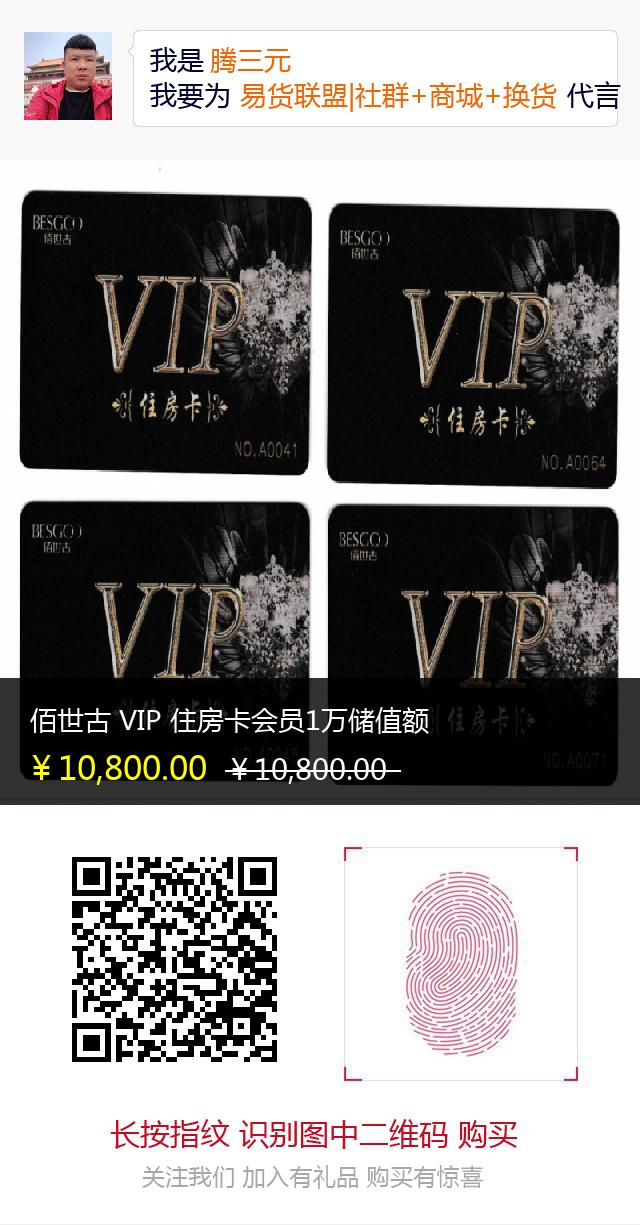 我是 腾三元
我要为 易货联盟|社群+商城+换货 代言
BESGO
佰世古
VIP
住房卡
NO.A0041
BESGO
佰世古
VIP
住房卡
NO.A0064
BESGO
佰世古
VIP
BESGO
佰世古
VIP
住房卡
NO.A0071
佰世古 VIP 住房卡会员1万储值额
￥10,800.00 ￥10,800.00
长按指纹 识别图中二维码 购买
关注我们 加入有礼品 购买有惊喜